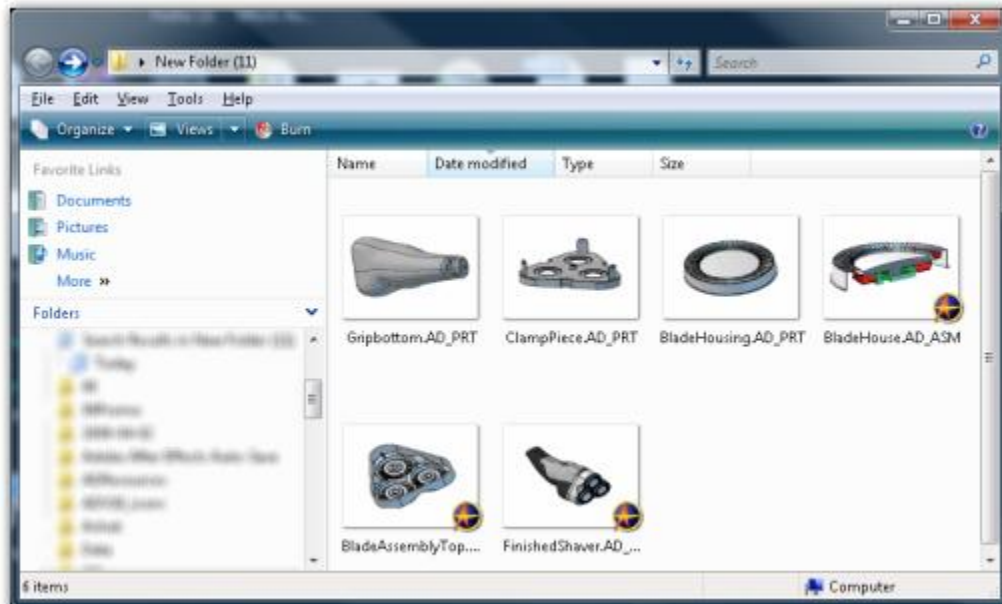 New Folder (11)
Search
File Edit View Tools Help
Organize Views Burn
Favorite Links
Documents
Pictures
Music
More »
Folders
Name Date modified Type Size
Gripbottom.AD_PRT ClampPiece.AD_PRT BladeHousing.AD_PRT BladeHouse.AD_ASM
BladeAssemblyTop.... FinishedShaver.AD_...
6 items
Computer